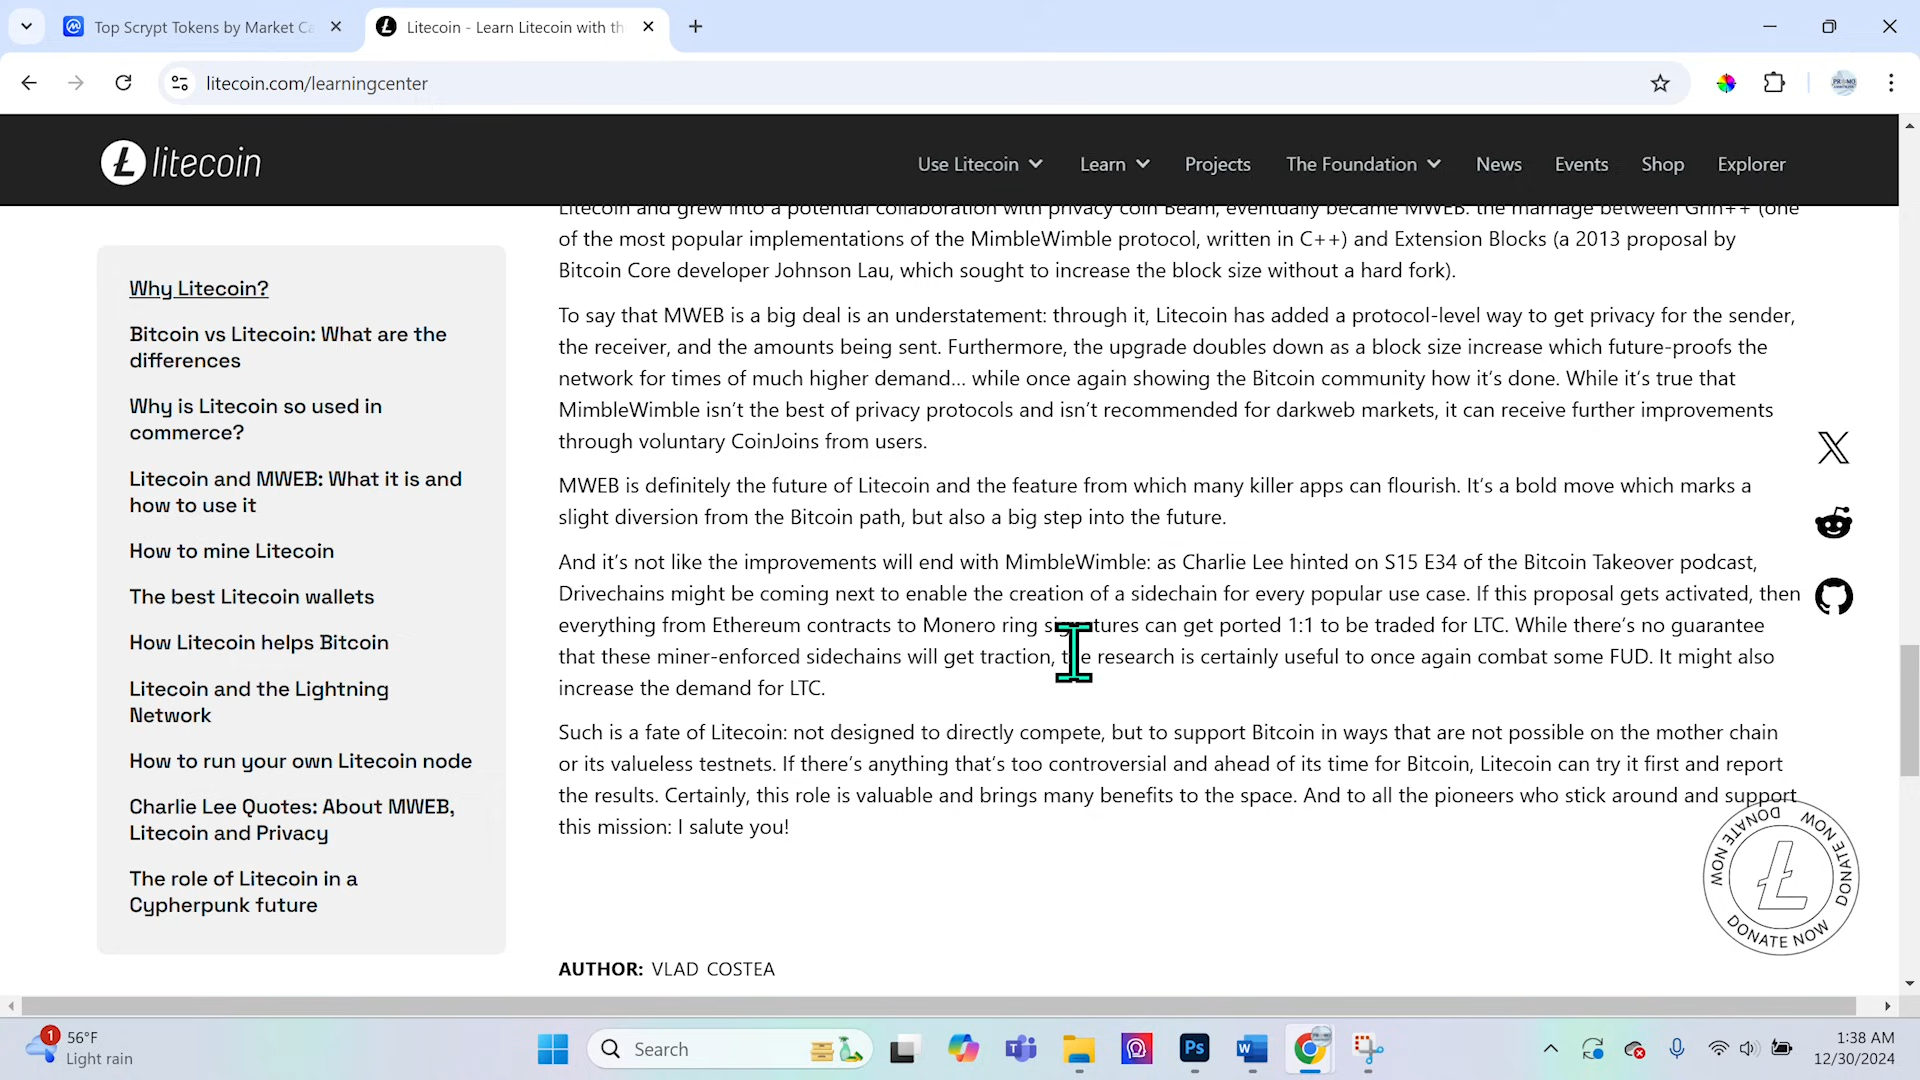 Top Scrypt Tokens by Market Ca
Litecoin - Learn Litecoin with th
litecoin.com/learningcenter
litecoin
Use Litecoin
Learn
Projects
The Foundation
News
Events
Shop
Explorer
Why Litecoin?
Bitcoin vs Litecoin: What are the
differences
Why is Litecoin so used in
commerce?
Litecoin and MWEB: What it is and
how to use it
How to mine Litecoin
The best Litecoin wallets
How Litecoin helps Bitcoin
Litecoin and the Lightning
Network
How to run your own Litecoin node
Charlie Lee Quotes: About MWEB,
Litecoin and Privacy
The role of Litecoin in a
Cypherpunk future
Litecoin and grew into a potential collaboration with privacy coin Beam, eventually became MWEB: the marriage between Grin++ (one
of the most popular implementations of the MimbleWimble protocol, written in C++) and Extension Blocks (a 2013 proposal by
Bitcoin Core developer Johnson Lau, which sought to increase the block size without a hard fork).
To say that MWEB is a big deal is an understatement: through it, Litecoin has added a protocol-level way to get privacy for the sender,
the receiver, and the amounts being sent. Furthermore, the upgrade doubles down as a block size increase which future-proofs the
network for times of much higher demand… while once again showing the Bitcoin community how it's done. While it's true that
MimbleWimble isn't the best of privacy protocols and isn't recommended for darkweb markets, it can receive further improvements
through voluntary CoinJoins from users.
MWEB is definitely the future of Litecoin and the feature from which many killer apps can flourish. It's a bold move which marks a
slight diversion from the Bitcoin path, but also a big step into the future.
And it's not like the improvements will end with MimbleWimble: as Charlie Lee hinted on S15 E34 of the Bitcoin Takeover podcast,
Drivechains might be coming next to enable the creation of a sidechain for every popular use case. If this proposal gets activated, then
everything from Ethereum contracts to Monero ring signatures can get ported 1:1 to be traded for LTC. While there's no guarantee
that these miner-enforced sidechains will get traction, the research is certainly useful to once again combat some FUD. It might also
increase the demand for LTC.
Such is a fate of Litecoin: not designed to directly compete, but to support Bitcoin in ways that are not possible on the mother chain
or its valueless testnets. If there's anything that's too controversial and ahead of its time for Bitcoin, Litecoin can try it first and report
the results. Certainly, this role is valuable and brings many benefits to the space. And to all the pioneers who stick around and support
this mission: I salute you!
DONATE NOW
DONATE NOW
DONATE NOW
AUTHOR: VLAD COSTEA
1
56°F
Light rain
Search
Ps
W
1:38 AM
12/30/2024